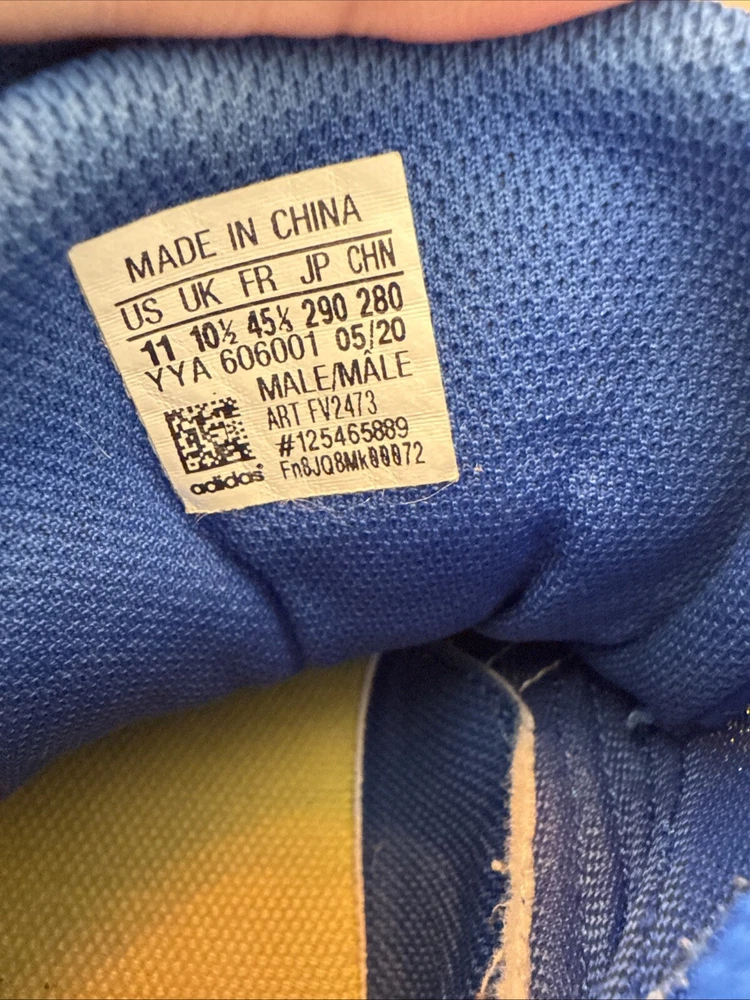 MADE IN CHINA
US UK FR JP CHN
11 10½ 45⅓ 290 280
YYA 606001 05/20
MALE/MÂLE
ART FV2473
#125465889
Fn8JQ8Mk00072
adidas